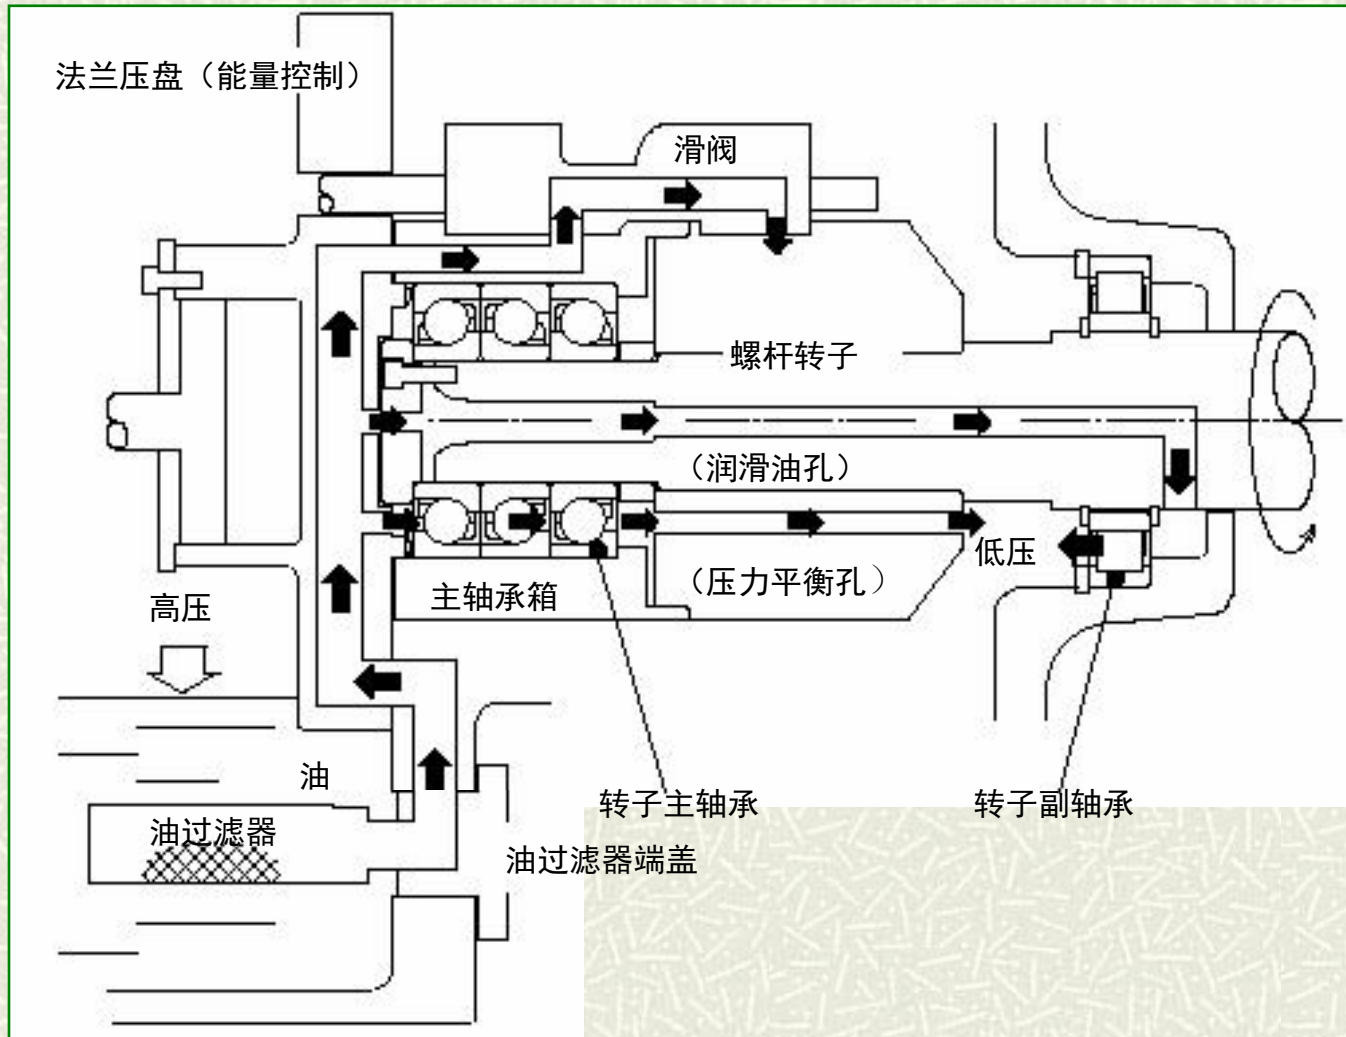 法兰压盘（能量控制）
滑阀
螺杆转子
（润滑油孔）
低压
（压力平衡孔）
主轴承箱
高压
油
转子主轴承
转子副轴承
油过滤器
油过滤器端盖